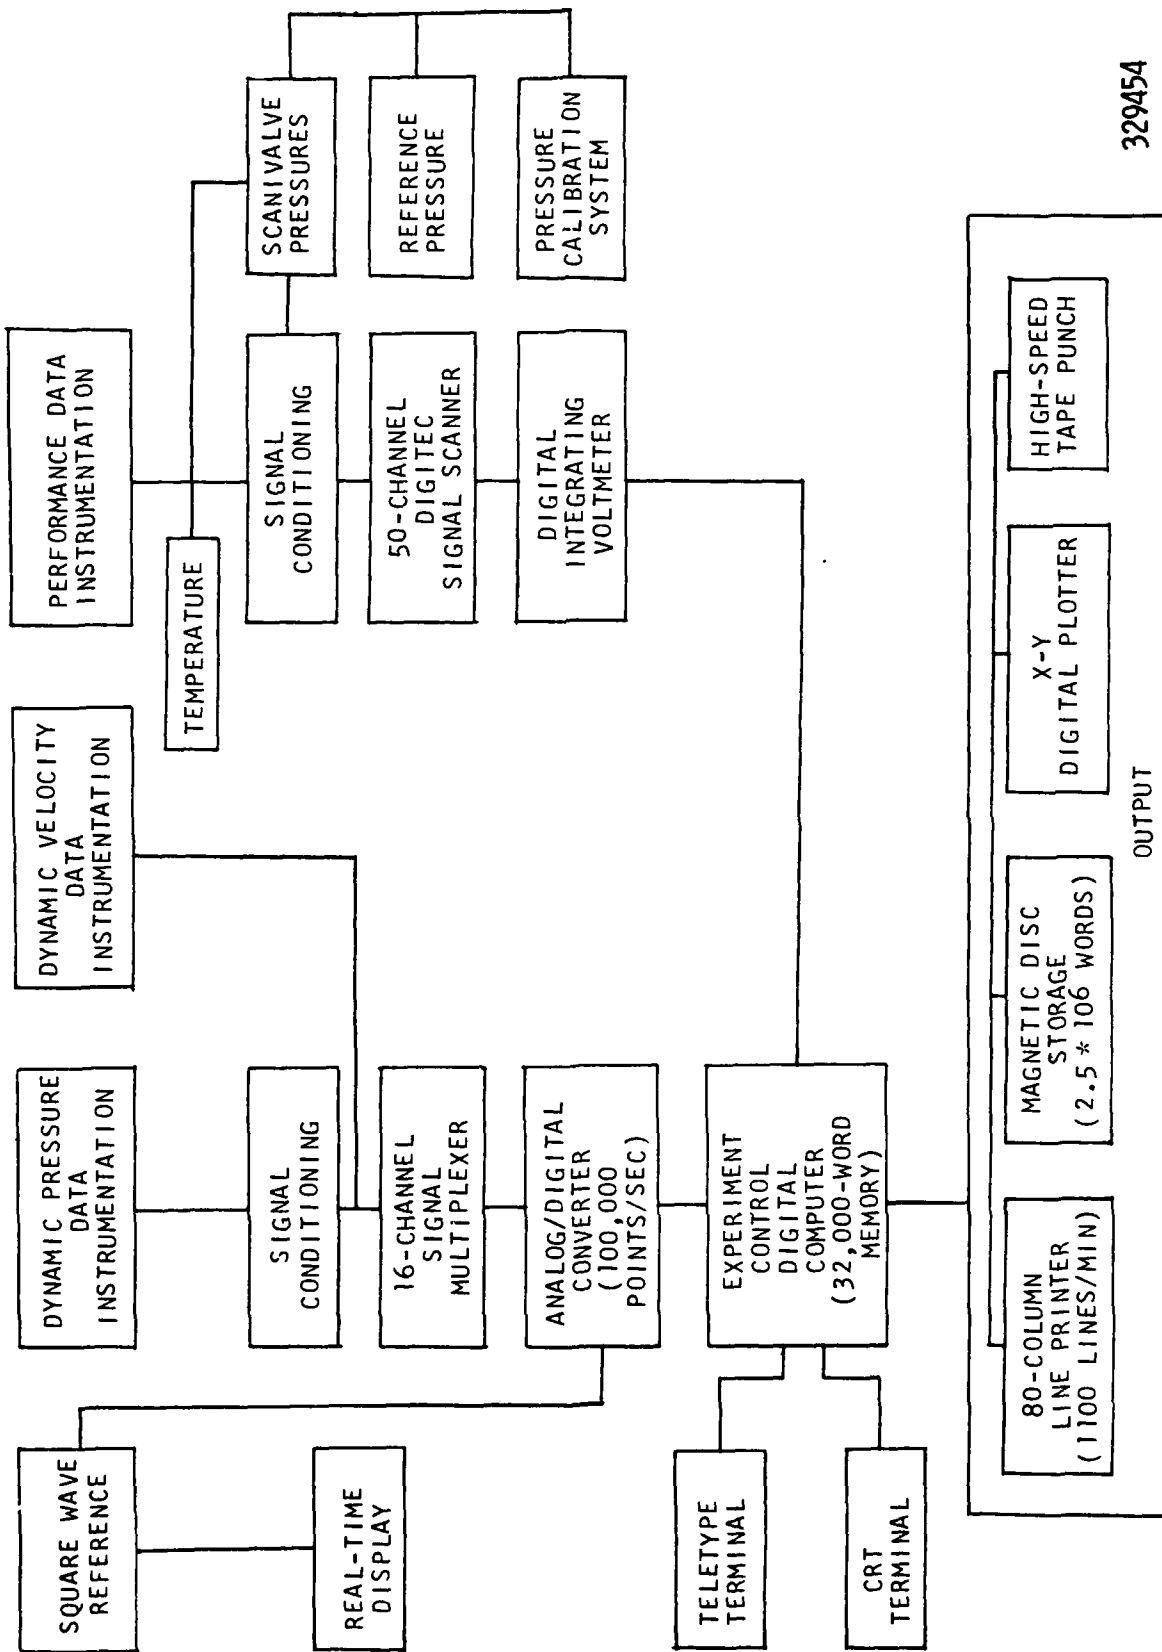 SQUARE WAVE
REFERENCE
REAL-TIME
DISPLAY
DYNAMIC PRESSURE
DATA
INSTRUMENTATION
DYNAMIC VELOCITY
DATA
INSTRUMENTATION
PERFORMANCE DATA
INSTRUMENTATION
TEMPERATURE
SIGNAL
CONDITIONING
SIGNAL
CONDITIONING
SCANIVALVE
PRESSURES
16-CHANNEL
SIGNAL
MULTIPLEXER
50-CHANNEL
DIGITEC
SIGNAL SCANNER
REFERENCE
PRESSURE
ANALOG/DIGITAL
CONVERTER
(100,000
POINTS/SEC)
DIGITAL
INTEGRATING
VOLTMETER
PRESSURE
CALIBRATION
SYSTEM
TELETYPE
TERMINAL
CRT
TERMINAL
EXPERIMENT
CONTROL
DIGITAL
COMPUTER
(32,000-WORD
MEMORY)
80-COLUMN
LINE PRINTER
(1100 LINES/MIN)
MAGNETIC DISC
STORAGE
(2.5 * 106 WORDS)
X-Y
DIGITAL PLOTTER
HIGH-SPEED
TAPE PUNCH
OUTPUT
329454